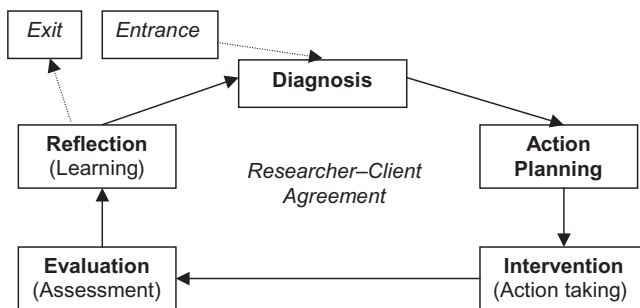 Exit
Entrance
Diagnosis
Reflection
(Learning)
Action
Planning
Researcher–Client
Agreement
Evaluation
(Assessment)
Intervention
(Action taking)